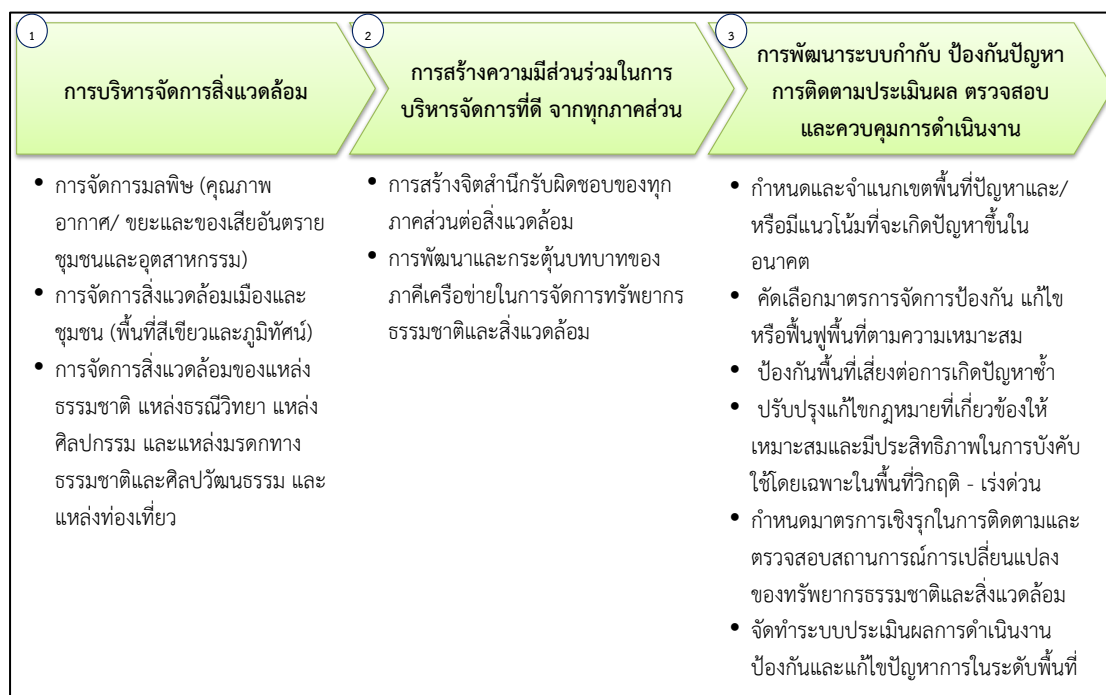 1
การบริหารจัดการสิ่งแวดล้อม
• การจัดการมลพิษ (คุณภาพ
อากาศ/ ขยะและของเสียอันตราย
ชุมชนและอุตสาหกรรม)
• การจัดการสิ่งแวดล้อมเมืองและ
ชุมชน (พื้นที่สีเขียวและภูมิทัศน์)
• การจัดการสิ่งแวดล้อมของแหล่ง
ธรรมชาติ แหล่งธรณีวิทยา แหล่ง
ศิลปกรรม และแหล่งมรดกทาง
ธรรมชาติและศิลปวัฒนธรรม และ
แหล่งท่องเที่ยว
2
การสร้างความมีส่วนร่วมในการ
บริหารจัดการที่ดี จากทุกภาคส่วน
• การสร้างจิตสำนึกรับผิดชอบของทุก
ภาคส่วนต่อสิ่งแวดล้อม
• การพัฒนาและกระตุ้นบทบาทของ
ภาคีเครือข่ายในการจัดการทรัพยากร
ธรรมชาติและสิ่งแวดล้อม
3
การพัฒนาระบบกำกับ ป้องกันปัญหา
การติดตามประเมินผล ตรวจสอบ
และควบคุมการดำเนินงาน
• กำหนดและจำแนกเขตพื้นที่ปัญหาและ/
หรือมีแนวโน้มที่จะเกิดปัญหาขึ้นใน
อนาคต
• คัดเลือกมาตรการจัดการป้องกัน แก้ไข
หรือฟื้นฟูพื้นที่ตามความเหมาะสม
• ป้องกันพื้นที่เสี่ยงต่อการเกิดปัญหาซ้ำ
• ปรับปรุงแก้ไขกฎหมายที่เกี่ยวข้องให้
เหมาะสมและมีประสิทธิภาพในการบังคับ
ใช้โดยเฉพาะในพื้นที่วิกฤติ - เร่งด่วน
• กำหนดมาตรการเชิงรุกในการติดตามและ
ตรวจสอบสถานการณ์การเปลี่ยนแปลง
ของทรัพยากรธรรมชาติและสิ่งแวดล้อม
• จัดทำระบบประเมินผลการดำเนินงาน
ป้องกันและแก้ไขปัญหาการในระดับพื้นที่